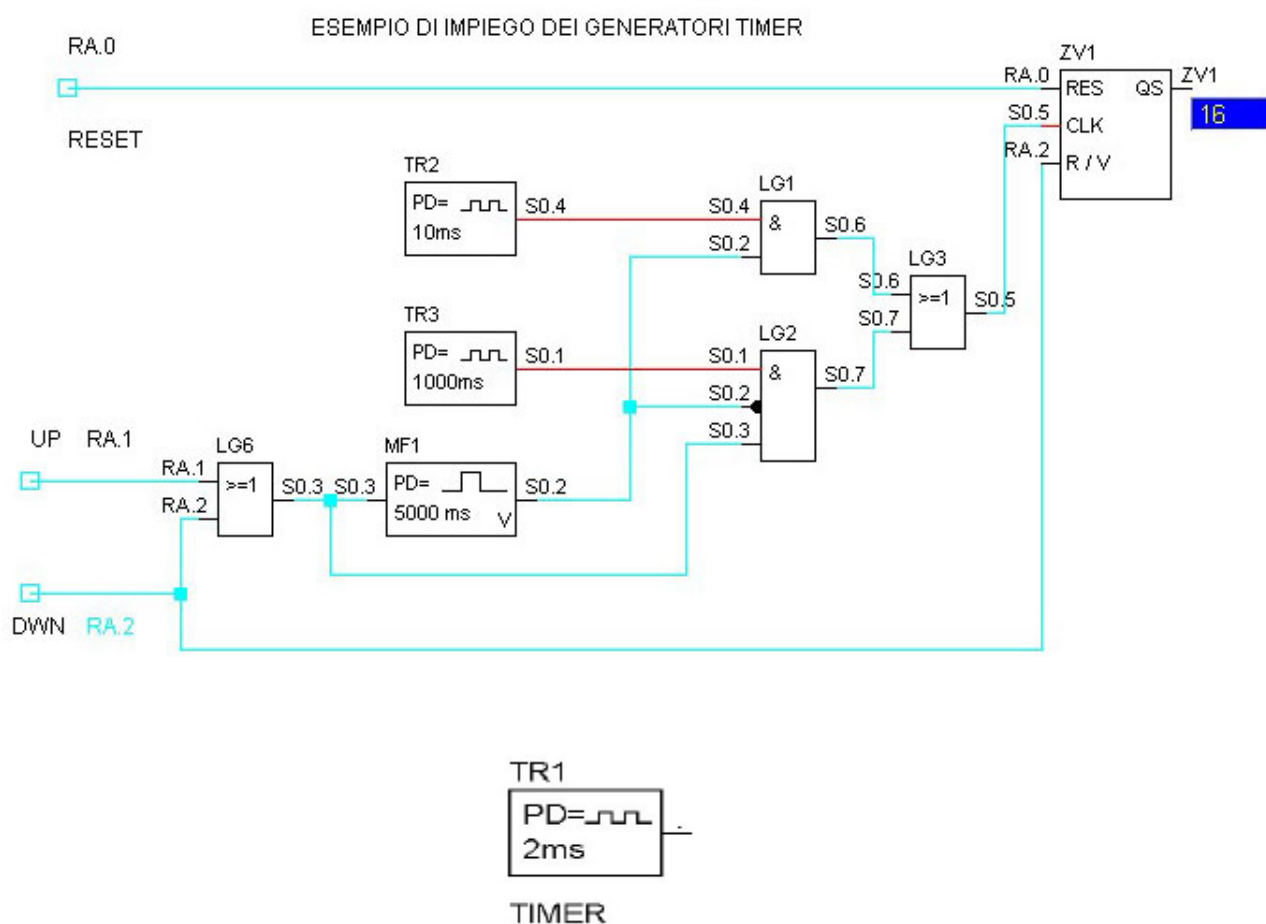 ESEMPIO DI IMPIEGO DEI GENERATORI TIMER
RA.0
RESET
ZV1
RA.0
RES
QS
ZV1
16
S0.5
CLK
RA.2
R / V
TR2
PD=
10ms
S0.4
S0.4
S0.2
LG1
&
S0.6
LG3
S0.6
>=1
S0.5
S0.7
TR3
PD=
1000ms
S0.1
S0.1
S0.2
S0.3
LG2
&
S0.7
UP RA.1
LG6
RA.1
>=1
RA.2
S0.3
S0.3
MF1
PD=
5000 ms
V
S0.2
DWN RA.2
TR1
PD=
2ms
TIMER